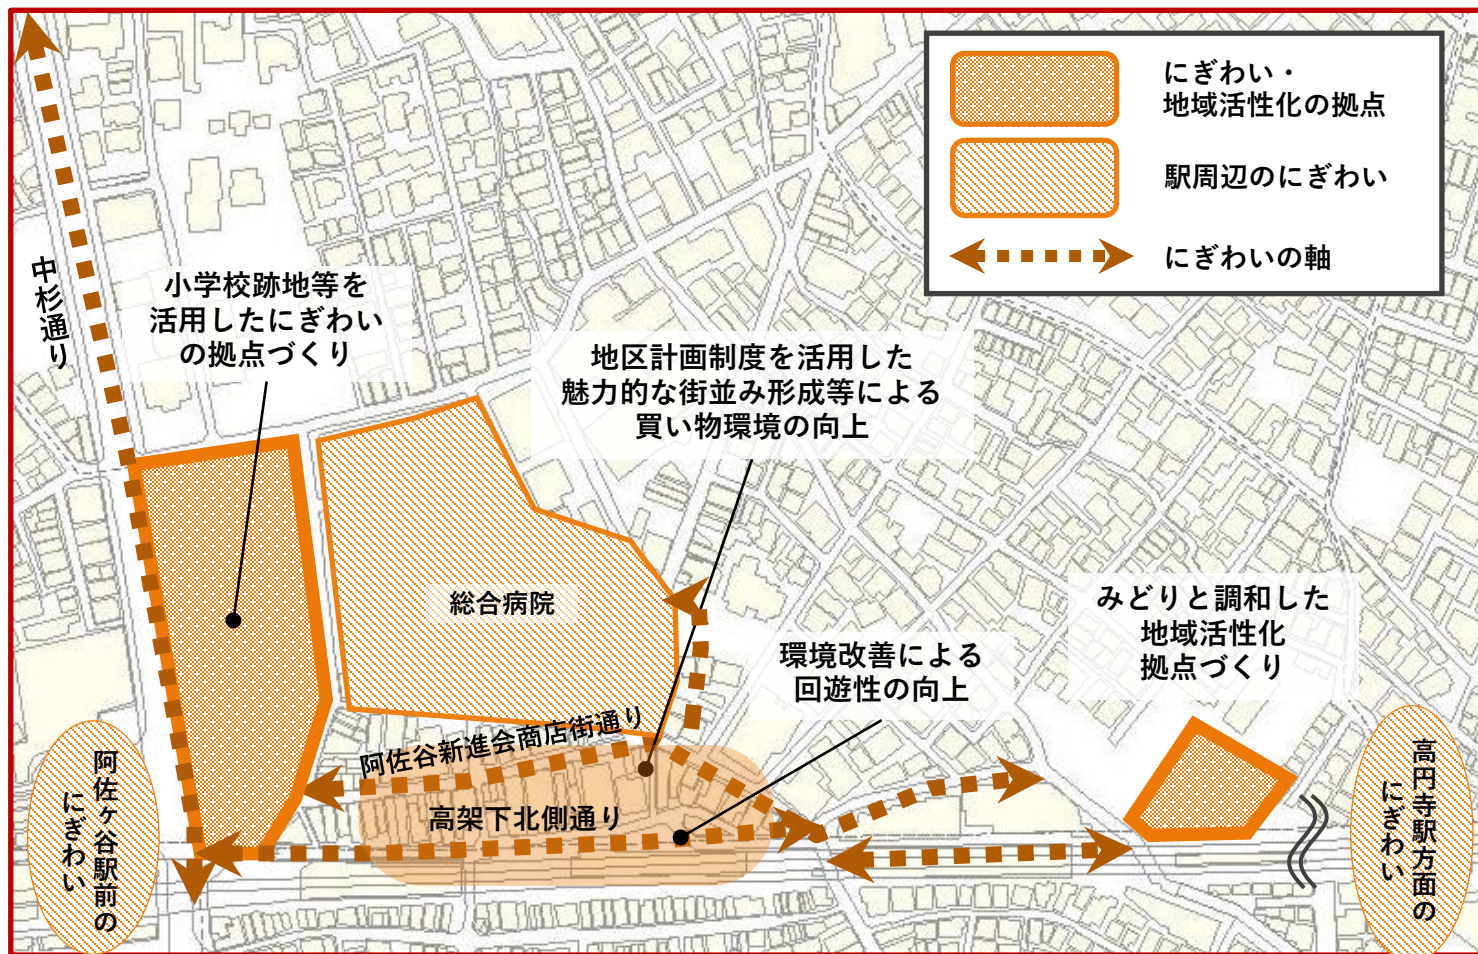 にぎわい・
地域活性化の拠点
駅周辺のにぎわい
にぎわいの軸
中杉通り
小学校跡地等を
活用したにぎわい
の拠点づくり
地区計画制度を活用した
魅力的な街並み形成等による
買い物環境の向上
総合病院
みどりと調和した
地域活性化
拠点づくり
環境改善による
回遊性の向上
阿佐谷新進会商店街通り
高架下北側通り
阿佐ヶ谷駅前の
にぎわい
高円寺駅方面の
にぎわい